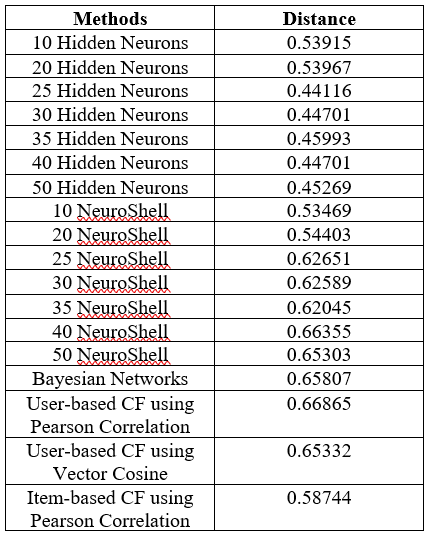 Methods Distance
10 Hidden Neurons 0.53915
20 Hidden Neurons 0.53967
25 Hidden Neurons 0.44116
30 Hidden Neurons 0.44701
35 Hidden Neurons 0.45993
40 Hidden Neurons 0.44701
50 Hidden Neurons 0.45269
10 NeuroShell 0.53469
20 NeuroShell 0.54403
25 NeuroShell 0.62651
30 NeuroShell 0.62589
35 NeuroShell 0.62045
40 NeuroShell 0.66355
50 NeuroShell 0.65303
Bayesian Networks 0.65807
User-based CF using 0.66865
Pearson Correlation
User-based CF using 0.65332
Vector Cosine
Item-based CF using 0.58744
Pearson Correlation